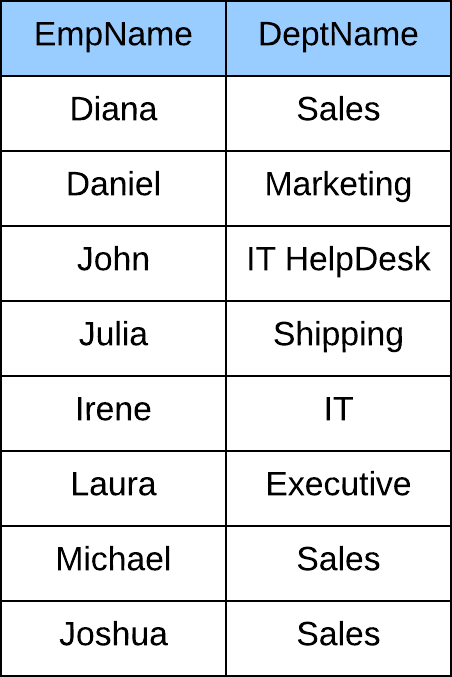 EmpName DeptName
Diana Sales
Daniel Marketing
John IT HelpDesk
Julia Shipping
Irene IT
Laura Executive
Michael Sales
Joshua Sales